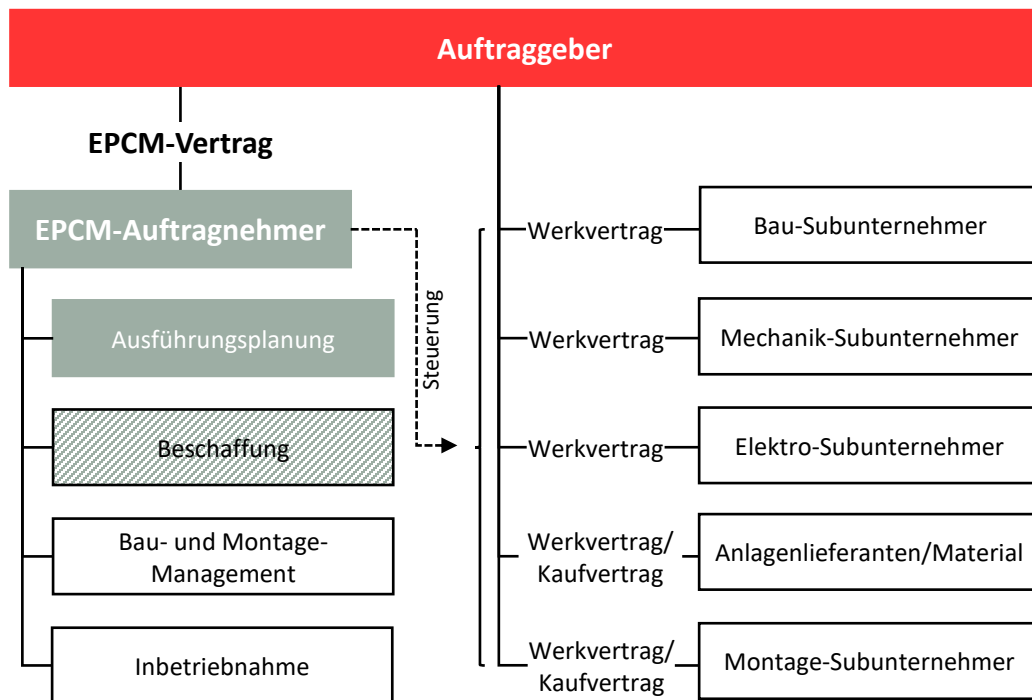 Auftraggeber
EPCM-Vertrag
EPCM-Auftragnehmer
Ausführungsplanung
Beschaffung
Bau- und Montage-
Management
Inbetriebnahme
Steuerung
Werkvertrag
Bau-Subunternehmer
Werkvertrag
Mechanik-Subunternehmer
Werkvertrag
Elektro-Subunternehmer
Werkvertrag/
Kaufvertrag
Anlagenlieferanten/Material
Werkvertrag/
Kaufvertrag
Montage-Subunternehmer